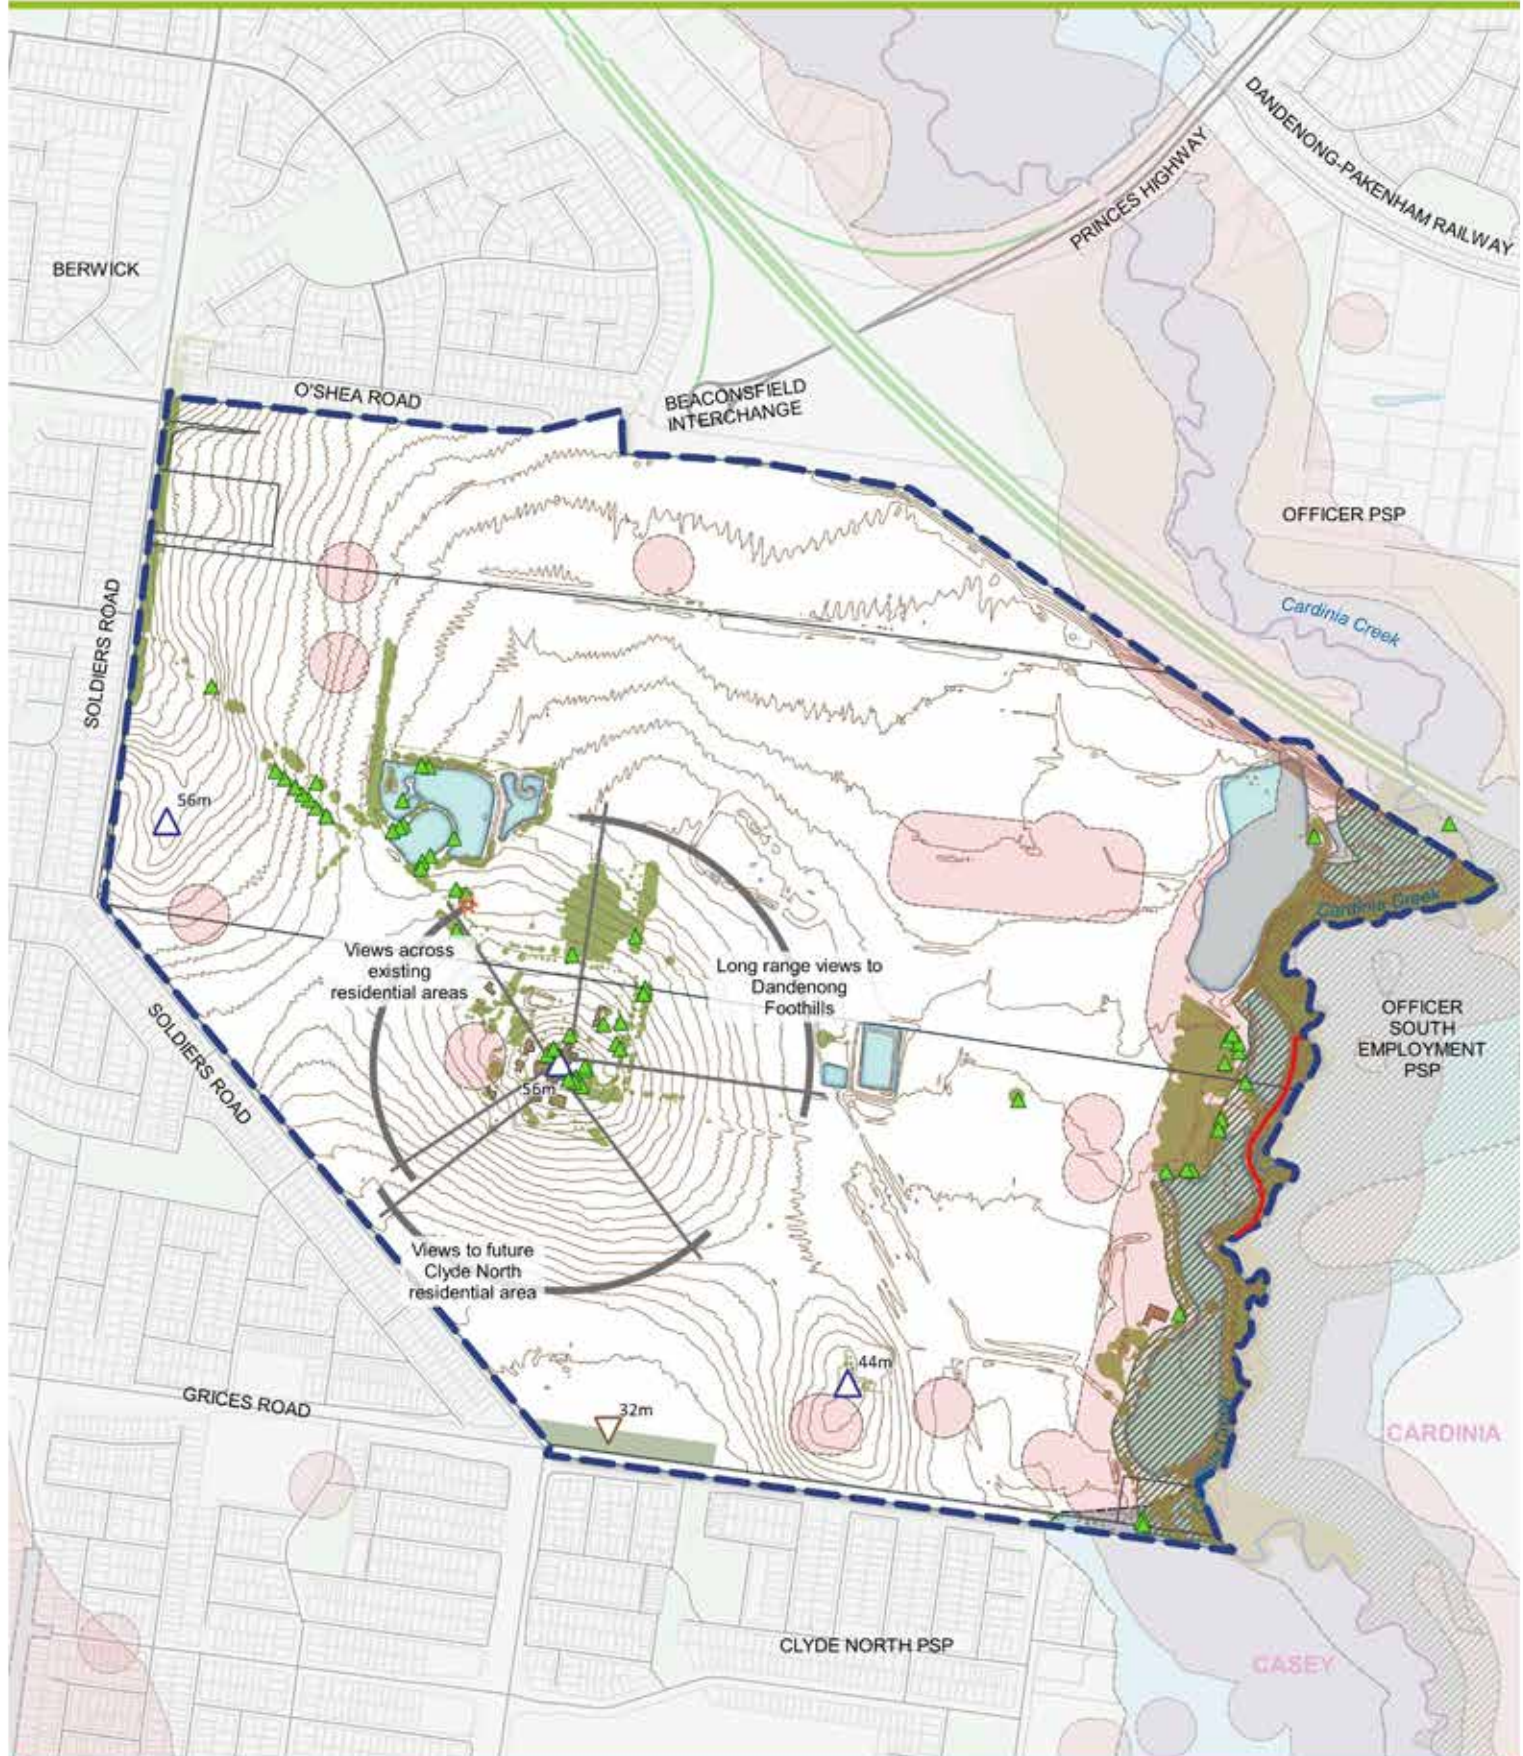 DANDENONG-PAKENHAM RAILWAY
PRINCES HIGHWAY
BERWICK
O'SHEA ROAD
BEACONSFIELD
INTERCHANGE
OFFICER PSP
Cardinia Creek
SOLDIERS ROAD
56m
Cardinia Creek
Views across
existing
residential areas
Long range views to
Dandenong
Foothills
OFFICER
SOUTH
EMPLOYMENT
PSP
SOLDIERS ROAD
56m
Views to future
Clyde North
residential area
44m
GRICES ROAD
32m
CARDINIA
CLYDE NORTH PSP
CASEY